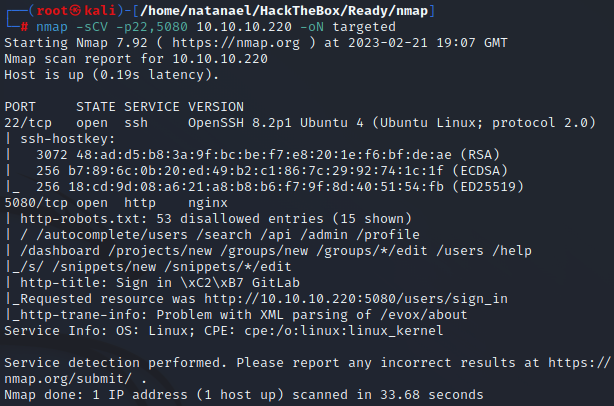 ┌──(root㉿kali)-[/home/natanael/HackTheBox/Ready/nmap]
└─# nmap -sCV -p22,5080 10.10.10.220 -oN targeted
Starting Nmap 7.92 ( https://nmap.org ) at 2023-02-21 19:07 GMT
Nmap scan report for 10.10.10.220
Host is up (0.19s latency).

PORT     STATE SERVICE VERSION
22/tcp   open  ssh     OpenSSH 8.2p1 Ubuntu 4 (Ubuntu Linux; protocol 2.0)
| ssh-hostkey:
|   3072 48:ad:d5:b8:3a:9f:bc:be:f7:e8:20:1e:f6:bf:de:ae (RSA)
|   256 b7:89:6c:0b:20:ed:49:b2:c1:86:7c:29:92:74:1c:1f (ECDSA)
|_  256 18:cd:9d:08:a6:21:a8:b8:b6:f7:9f:8d:40:51:54:fb (ED25519)
5080/tcp open  http    nginx
| http-robots.txt: 53 disallowed entries (15 shown)
| / /autocomplete/users /search /api /admin /profile
| /dashboard /projects/new /groups/new /groups/*/edit /users /help
|_/s/ /snippets/new /snippets/*/edit
| http-title: Sign in \xC2\xB7 GitLab
|_Requested resource was http://10.10.10.220:5080/users/sign_in
|_http-trane-info: Problem with XML parsing of /evox/about
Service Info: OS: Linux; CPE: cpe:/o:linux:linux_kernel

Service detection performed. Please report any incorrect results at https://
nmap.org/submit/ .
Nmap done: 1 IP address (1 host up) scanned in 33.68 seconds